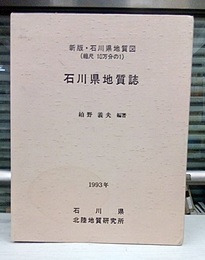 新版・石川県地質図
（縮尺 10万分の1）
石川県地質誌
絈野義夫 編著
1993年
石川県
北陸地質研究所